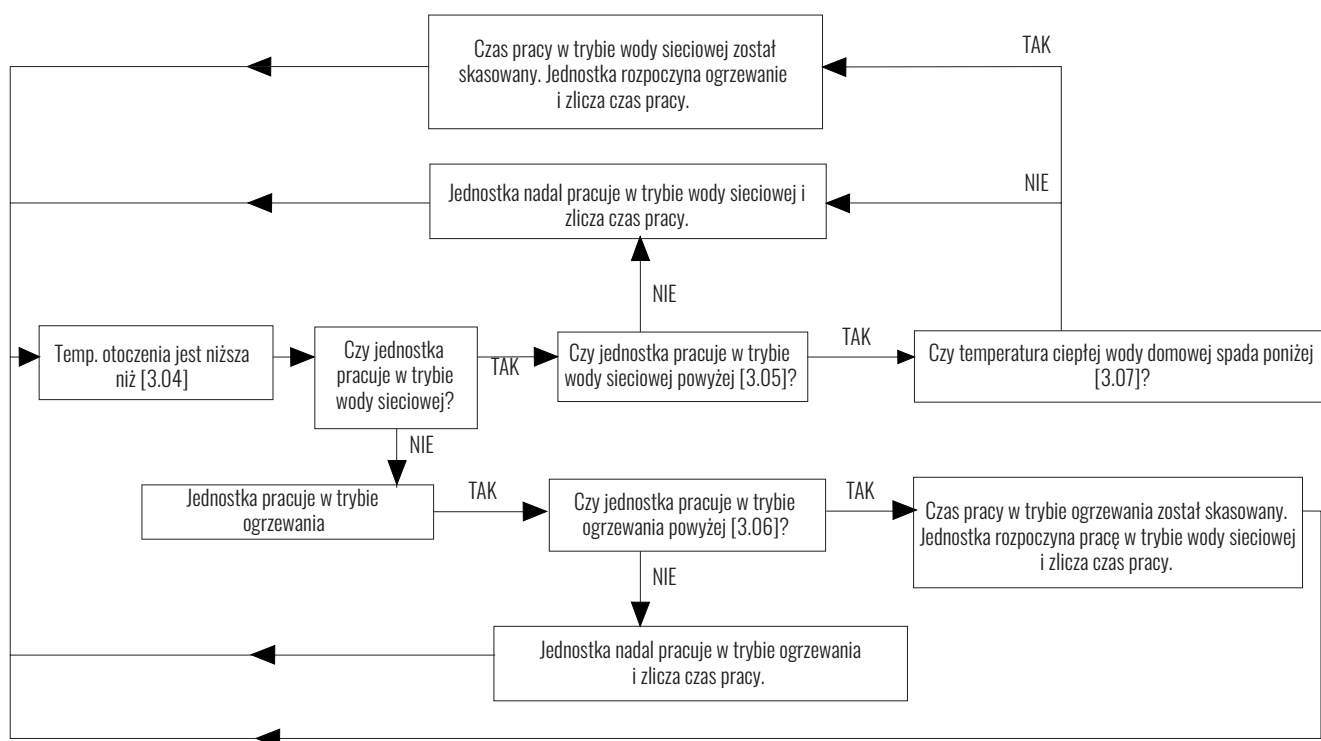 Czas pracy w trybie wody sieciowej został
skasowany. Jednostka rozpoczyna ogrzewanie
i zlicza czas pracy.
TAK
Jednostka nadal pracuje w trybie wody sieciowej i
zlicza czas pracy.
NIE
NIE
Temp. otoczenia jest niższa
niż [3.04]
Czy jednostka
pracuje w trybie
wody sieciowej?
TAK
Czy jednostka pracuje w trybie
wody sieciowej powyżej [3.05]?
TAK
Czy temperatura ciepłej wody domowej spada poniżej
[3.07]?
NIE
Jednostka pracuje w trybie
ogrzewania
TAK
Czy jednostka pracuje w trybie
ogrzewania powyżej [3.06]?
TAK
Czas pracy w trybie ogrzewania został skasowany.
Jednostka rozpoczyna pracę w trybie wody sieciowej
i zlicza czas pracy.
NIE
Jednostka nadal pracuje w trybie ogrzewania
i zlicza czas pracy.